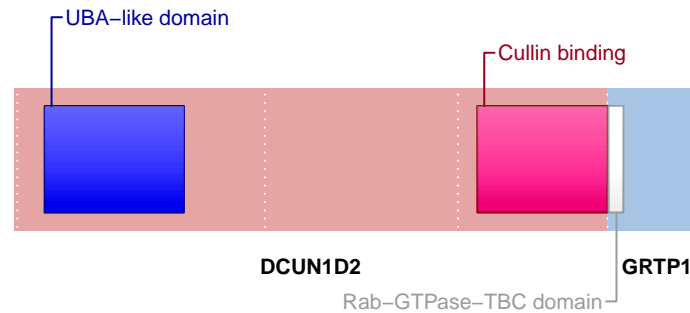 UBA−like domain
Cullin binding
DCUN1D2
GRTP1
Rab−GTPase−TBC domain